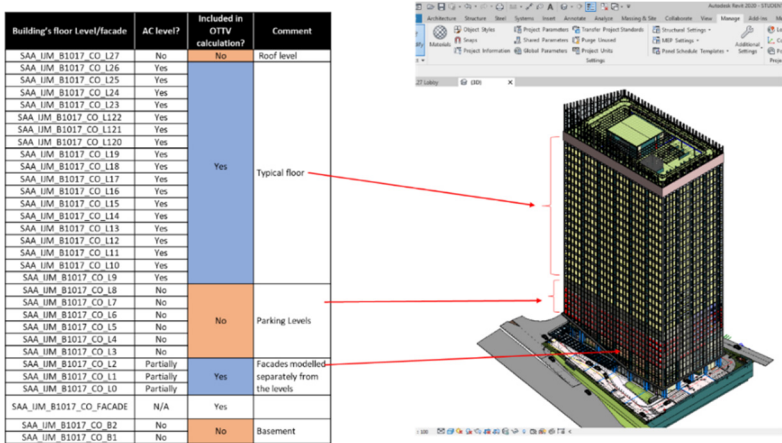 Building's floor Level/facade AC level? Included in OTTV calculation? Comment
SAA_IJM_B1017_CO_L27 No No Roof level
SAA_IJM_B1017_CO_L26 Yes
SAA_IJM_B1017_CO_L25 Yes
SAA_IJM_B1017_CO_L24 Yes
SAA_IJM_B1017_CO_L23 Yes
SAA_IJM_B1017_CO_L122 Yes
SAA_IJM_B1017_CO_L121 Yes
SAA_IJM_B1017_CO_L120 Yes
SAA_IJM_B1017_CO_L19 Yes
SAA_IJM_B1017_CO_L18 Yes Yes Typical floor
SAA_IJM_B1017_CO_L17 Yes
SAA_IJM_B1017_CO_L16 Yes
SAA_IJM_B1017_CO_L15 Yes
SAA_IJM_B1017_CO_L14 Yes
SAA_IJM_B1017_CO_L13 Yes
SAA_IJM_B1017_CO_L12 Yes
SAA_IJM_B1017_CO_L11 Yes
SAA_IJM_B1017_CO_L10 Yes
SAA_IJM_B1017_CO_L9 Yes
SAA_IJM_B1017_CO_L8 No
SAA_IJM_B1017_CO_L7 No
SAA_IJM_B1017_CO_L6 No No Parking Levels
SAA_IJM_B1017_CO_L5 No
SAA_IJM_B1017_CO_L4 No
SAA_IJM_B1017_CO_L3 No
SAA_IJM_B1017_CO_L2 Partially Facades modelled
SAA_IJM_B1017_CO_L1 Partially Yes separately from
SAA_IJM_B1017_CO_L0 Partially the levels
SAA_IJM_B1017_CO_FACADE N/A Yes
SAA_IJM_B1017_CO_B2 No No Basement
SAA_IJM_B1017_CO_B1 No
Autodesk Revit 2020 - STUDENT
Architecture Structure Steel Systems Insert Annotate Analyze Massing & Site Collaborate View Manage Add-Ins
Materials
Object Styles Project Parameters Transfer Project Standards Structural Settings
Snaps Shared Parameters Purge Unused MEP Settings
Project Information Global Parameters Project Units Panel Schedule Templates
Additional Settings
Settings
27 Lobby {3D}